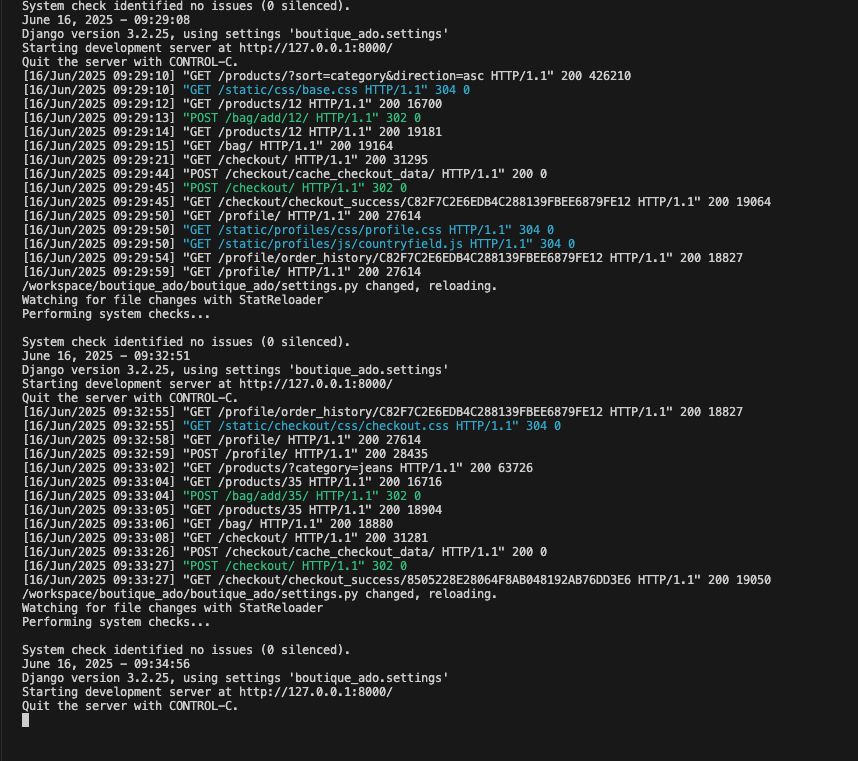 System check identified no issues (0 silenced).
June 16, 2025 - 09:29:08
Django version 3.2.25, using settings 'boutique_ado.settings'
Starting development server at http://127.0.0.1:8000/
Quit the server with CONTROL-C.
[16/Jun/2025 09:29:10] "GET /products/?sort=category&direction=asc HTTP/1.1" 200 426210
[16/Jun/2025 09:29:10] "GET /static/css/base.css HTTP/1.1" 304 0
[16/Jun/2025 09:29:12] "GET /products/12 HTTP/1.1" 200 16700
[16/Jun/2025 09:29:13] "POST /bag/add/12/ HTTP/1.1" 302 0
[16/Jun/2025 09:29:14] "GET /products/12 HTTP/1.1" 200 19181
[16/Jun/2025 09:29:15] "GET /bag/ HTTP/1.1" 200 19164
[16/Jun/2025 09:29:21] "GET /checkout/ HTTP/1.1" 200 31295
[16/Jun/2025 09:29:44] "POST /checkout/cache_checkout_data/ HTTP/1.1" 200 0
[16/Jun/2025 09:29:45] "POST /checkout/ HTTP/1.1" 302 0
[16/Jun/2025 09:29:45] "GET /checkout/checkout_success/C82F7C2E6EDB4C288139FBEE6879FE12 HTTP/1.1" 200 19064
[16/Jun/2025 09:29:50] "GET /profile/ HTTP/1.1" 200 27614
[16/Jun/2025 09:29:50] "GET /static/profiles/css/profile.css HTTP/1.1" 304 0
[16/Jun/2025 09:29:50] "GET /static/profiles/js/countryfield.js HTTP/1.1" 304 0
[16/Jun/2025 09:29:54] "GET /profile/order_history/C82F7C2E6EDB4C288139FBEE6879FE12 HTTP/1.1" 200 18827
[16/Jun/2025 09:29:59] "GET /profile/ HTTP/1.1" 200 27614
/workspace/boutique_ado/boutique_ado/settings.py changed, reloading.
Watching for file changes with StatReloader
Performing system checks...

System check identified no issues (0 silenced).
June 16, 2025 - 09:32:51
Django version 3.2.25, using settings 'boutique_ado.settings'
Starting development server at http://127.0.0.1:8000/
Quit the server with CONTROL-C.
[16/Jun/2025 09:32:55] "GET /profile/order_history/C82F7C2E6EDB4C288139FBEE6879FE12 HTTP/1.1" 200 18827
[16/Jun/2025 09:32:55] "GET /static/checkout/css/checkout.css HTTP/1.1" 304 0
[16/Jun/2025 09:32:58] "GET /profile/ HTTP/1.1" 200 27614
[16/Jun/2025 09:32:59] "POST /profile/ HTTP/1.1" 200 28435
[16/Jun/2025 09:33:02] "GET /products/?category=jeans HTTP/1.1" 200 63726
[16/Jun/2025 09:33:04] "GET /products/35 HTTP/1.1" 200 16716
[16/Jun/2025 09:33:04] "POST /bag/add/35/ HTTP/1.1" 302 0
[16/Jun/2025 09:33:05] "GET /products/35 HTTP/1.1" 200 18904
[16/Jun/2025 09:33:06] "GET /bag/ HTTP/1.1" 200 18880
[16/Jun/2025 09:33:08] "GET /checkout/ HTTP/1.1" 200 31281
[16/Jun/2025 09:33:26] "POST /checkout/cache_checkout_data/ HTTP/1.1" 200 0
[16/Jun/2025 09:33:27] "POST /checkout/ HTTP/1.1" 302 0
[16/Jun/2025 09:33:27] "GET /checkout/checkout_success/8505228E28064F8AB048192AB76DD3E6 HTTP/1.1" 200 19050
/workspace/boutique_ado/boutique_ado/settings.py changed, reloading.
Watching for file changes with StatReloader
Performing system checks...

System check identified no issues (0 silenced).
June 16, 2025 - 09:34:56
Django version 3.2.25, using settings 'boutique_ado.settings'
Starting development server at http://127.0.0.1:8000/
Quit the server with CONTROL-C.